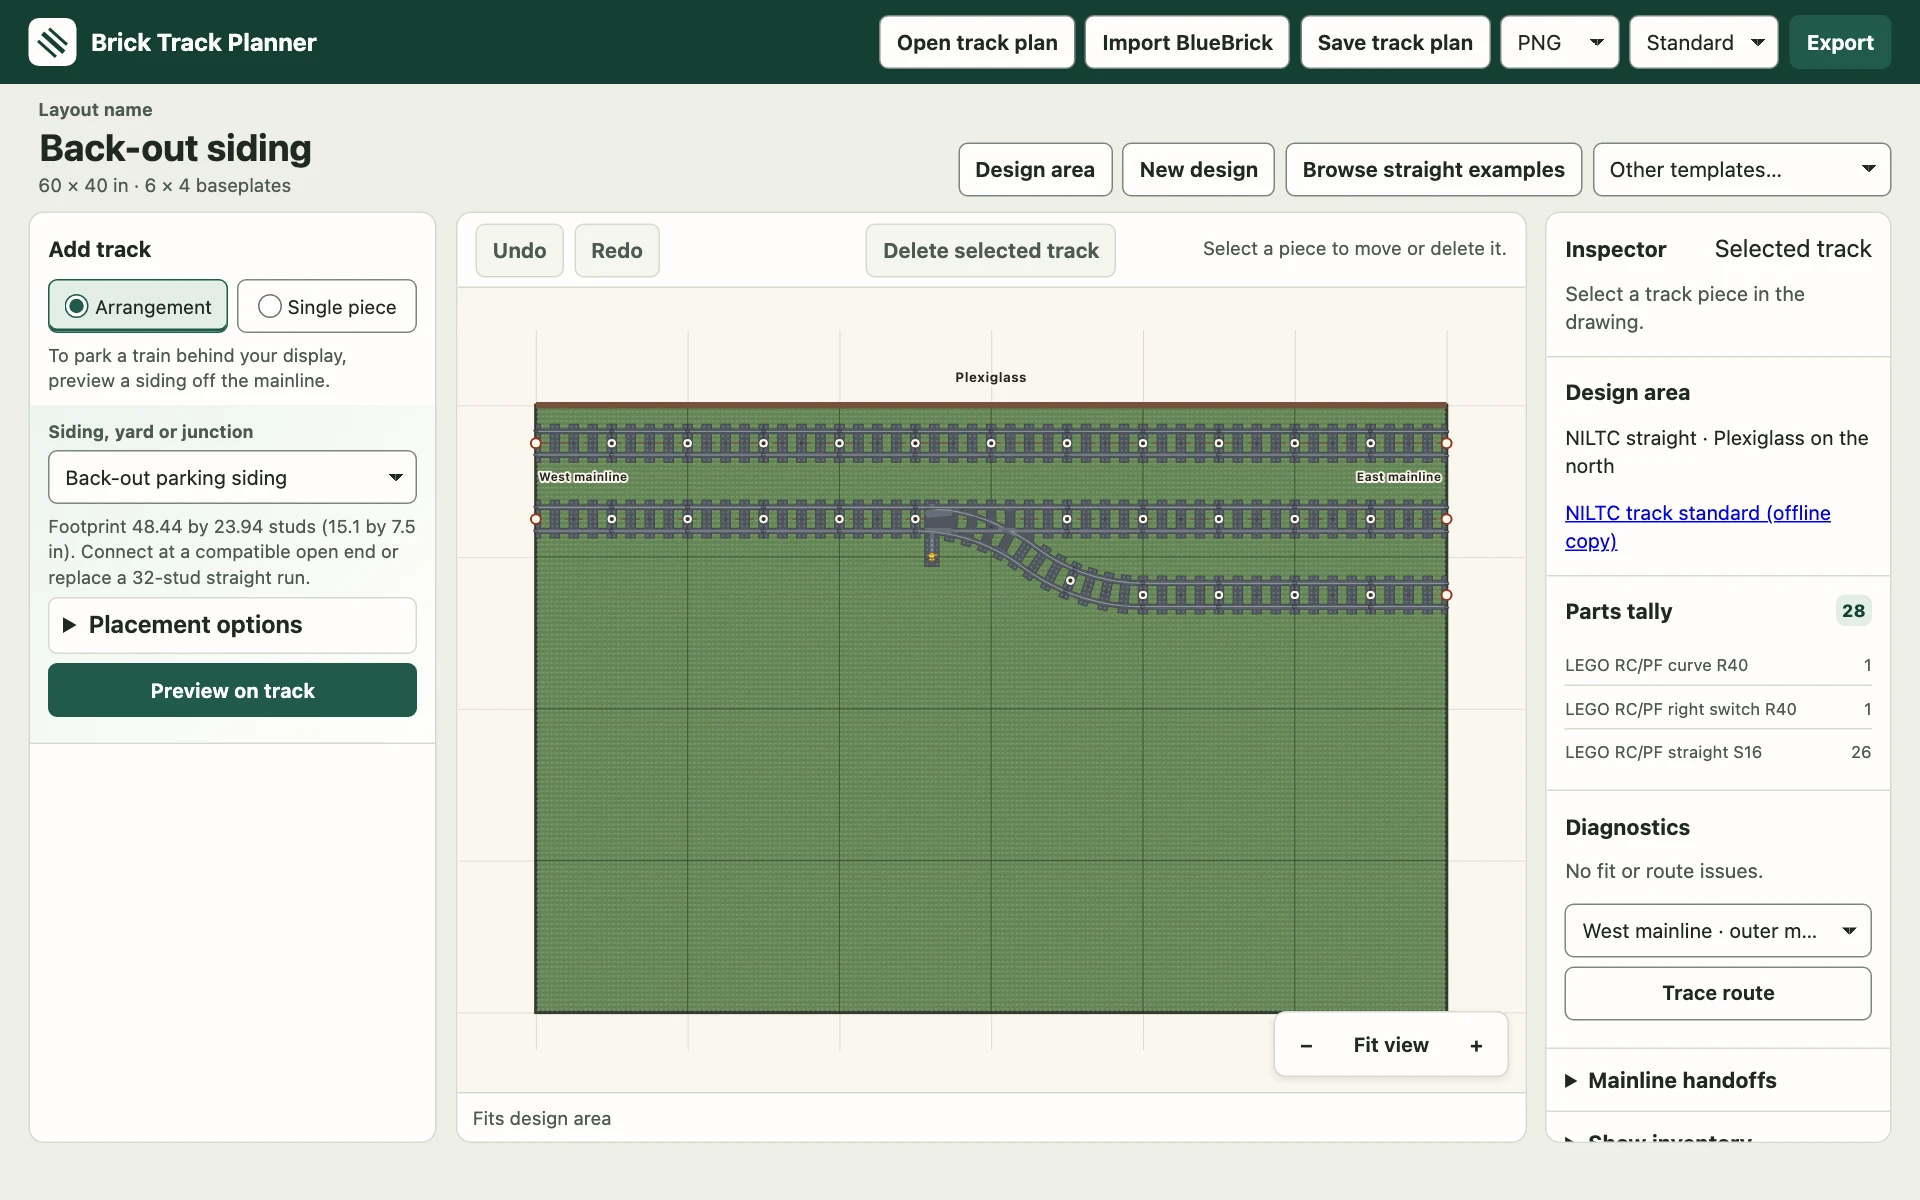 Brick Track Planner
Open track plan
Import BlueBrick
Save track plan
PNG
Standard
Export
Layout name
Back-out siding
60 × 40 in · 6 × 4 baseplates
Design area
New design
Browse straight examples
Other templates...
Add track
Arrangement
Single piece
To park a train behind your display,
preview a siding off the mainline.
Siding, yard or junction
Back-out parking siding
Footprint 48.44 by 23.94 studs (15.1 by 7.5
in). Connect at a compatible open end or
replace a 32-stud straight run.
Placement options
Preview on track
Undo
Redo
Delete selected track
Select a piece to move or delete it.
Plexiglass
West mainline
East mainline
Fit view
Fits design area
Inspector
Selected track
Select a track piece in the
drawing.
Design area
NILTC straight · Plexiglass on the
north
NILTC track standard (offline
copy)
Parts tally
28
LEGO RC/PF curve R40
1
LEGO RC/PF right switch R40
1
LEGO RC/PF straight S16
26
Diagnostics
No fit or route issues.
West mainline · outer m...
Trace route
Mainline handoffs
Show inventory